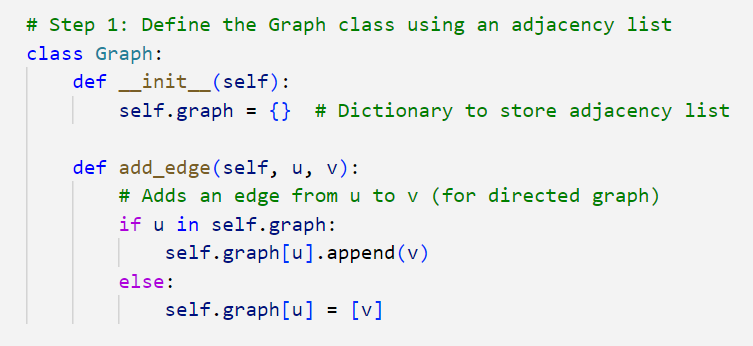 # Step 1: Define the Graph class using an adjacency list
class Graph:
    def __init__(self):
        self.graph = {}  # Dictionary to store adjacency list

    def add_edge(self, u, v):
        # Adds an edge from u to v (for directed graph)
        if u in self.graph:
            self.graph[u].append(v)
        else:
            self.graph[u] = [v]